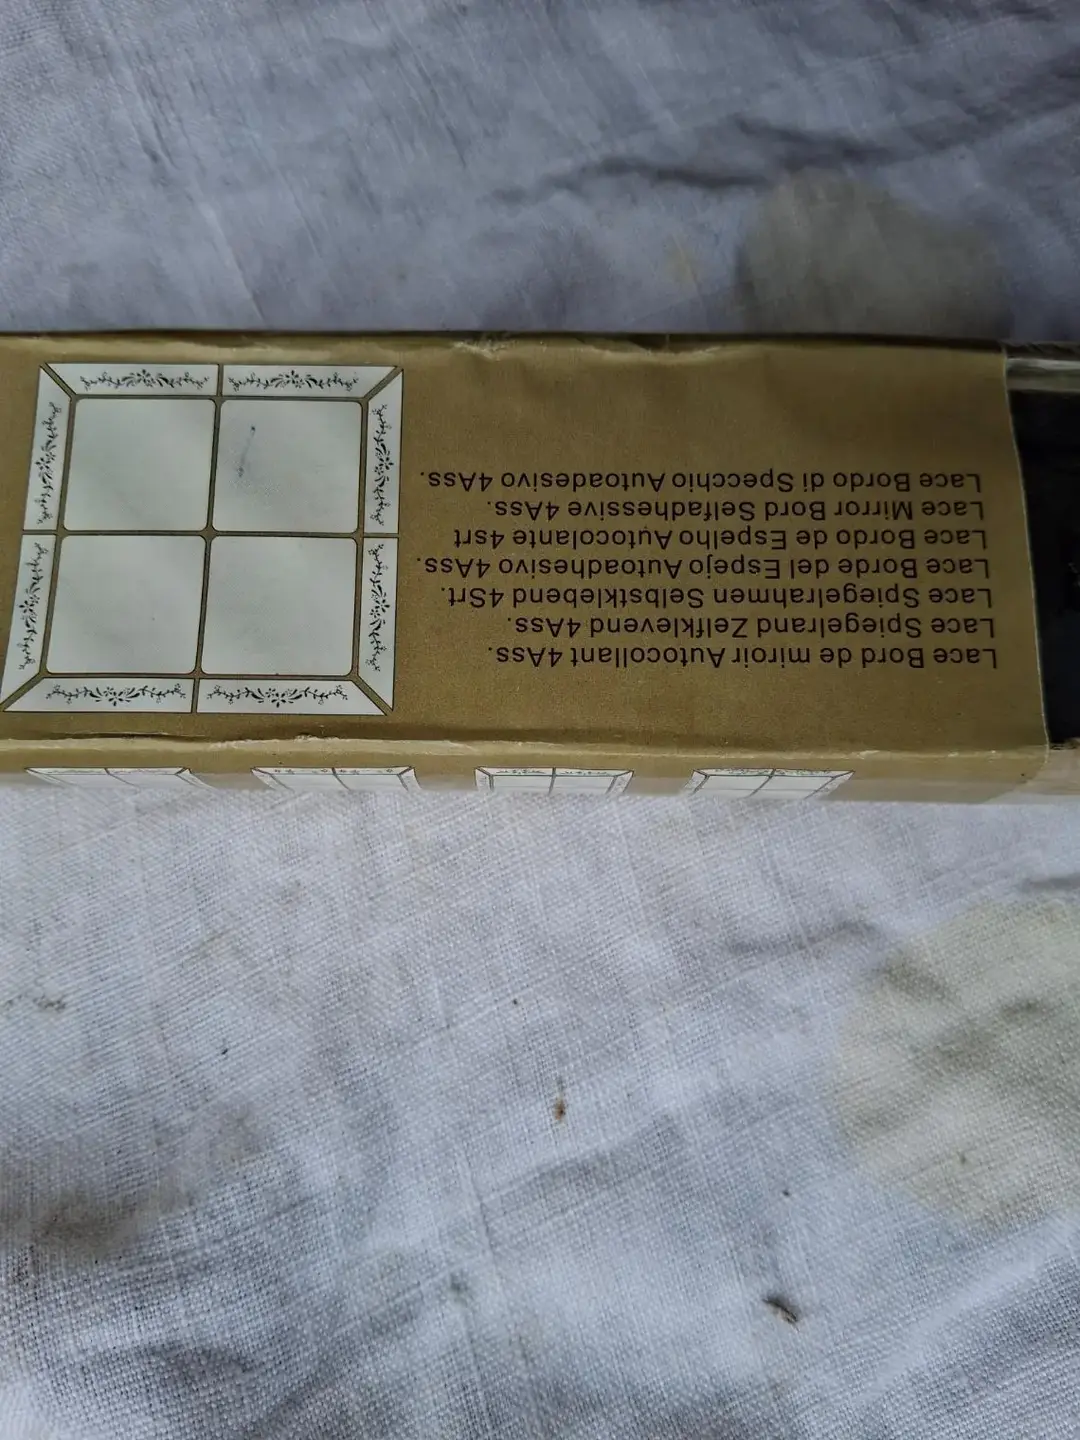 Lace Bord de miroir Autocollant 4Ass.
Lace Spiegelrand Zelfklevend 4Ass.
Lace Spiegelrahmen Selbstklebend 4Srt.
Lace Borde del Espejo Autoadhesivo 4Ass.
Lace Bordo de Espelho Autocolante 4srt
Lace Mirror Bord Selfadhessive 4Ass.
Lace Bordo di Specchio Autoadesivo 4Ass.